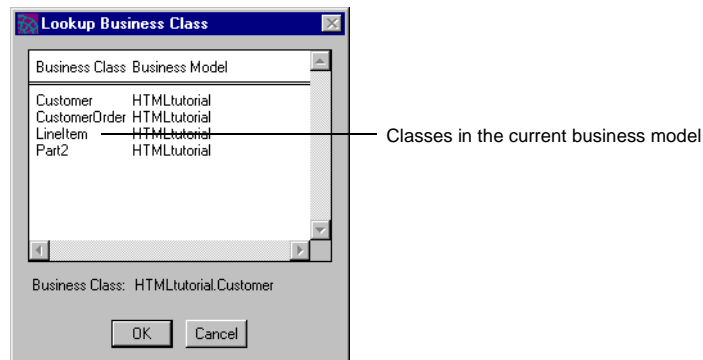 Lookup Business Class
Business Class Business Model
Customer HTMLtutorial
CustomerOrder HTMLtutorial
LineItem HTMLtutorial
Classes in the current business model
Part2 HTMLtutorial
Business Class: HTMLtutorial.Customer
OK Cancel